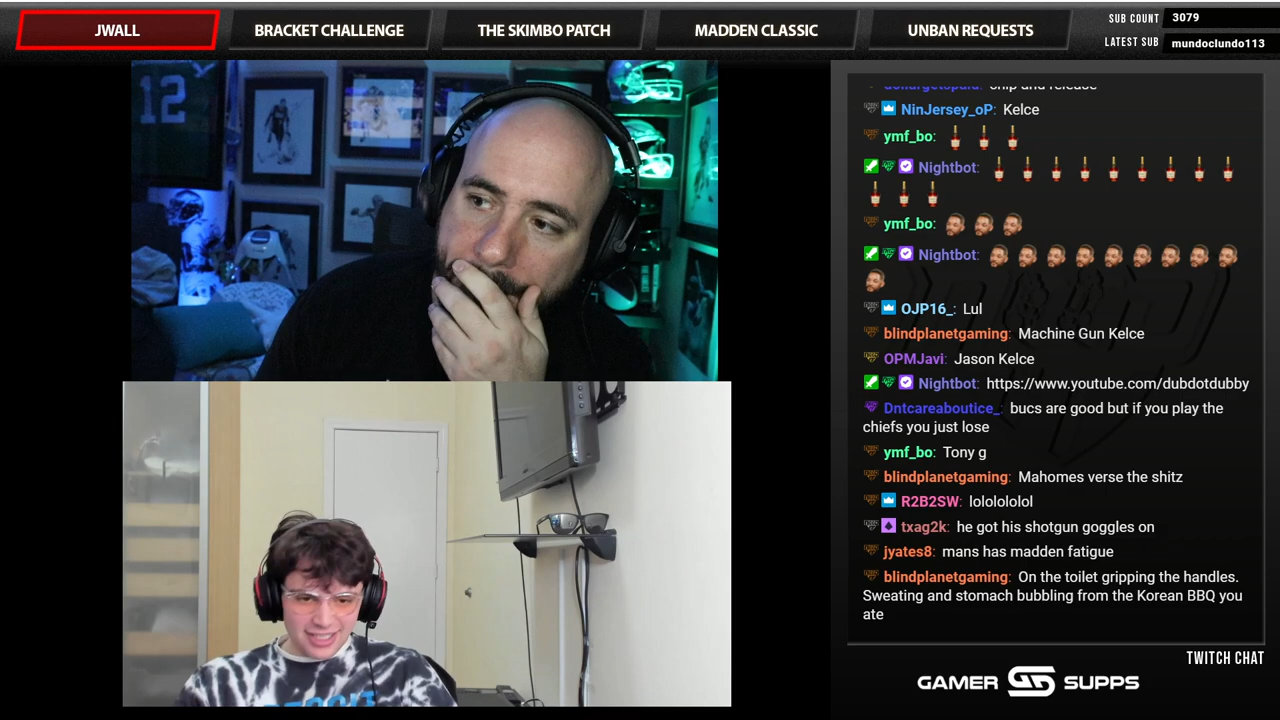 JWALL
BRACKET CHALLENGE
THE SKIMBO PATCH
MADDEN CLASSIC
UNBAN REQUESTS
SUB COUNT 3079
LATEST SUB mundoclundo113
12
NinJersey_oP: Kelce
ymf_bo:
Nightbot:
ymf_bo:
Nightbot:
OJP16_: Lul
blindplanetgaming: Machine Gun Kelce
OPMJavi: Jason Kelce
Nightbot: https://www.youtube.com/dubdotdubby
Dntcareaboutice_: bucs are good but if you play the
chiefs you just lose
ymf_bo: Tony g
blindplanetgaming: Mahomes verse the shitz
R2B2SW: lolololol
txag2k: he got his shotgun goggles on
jyates8: mans has madden fatigue
blindplanetgaming: On the toilet gripping the handles.
Sweating and stomach bubbling from the Korean BBQ you
ate
TWITCH CHAT
GAMER GS SUPPS